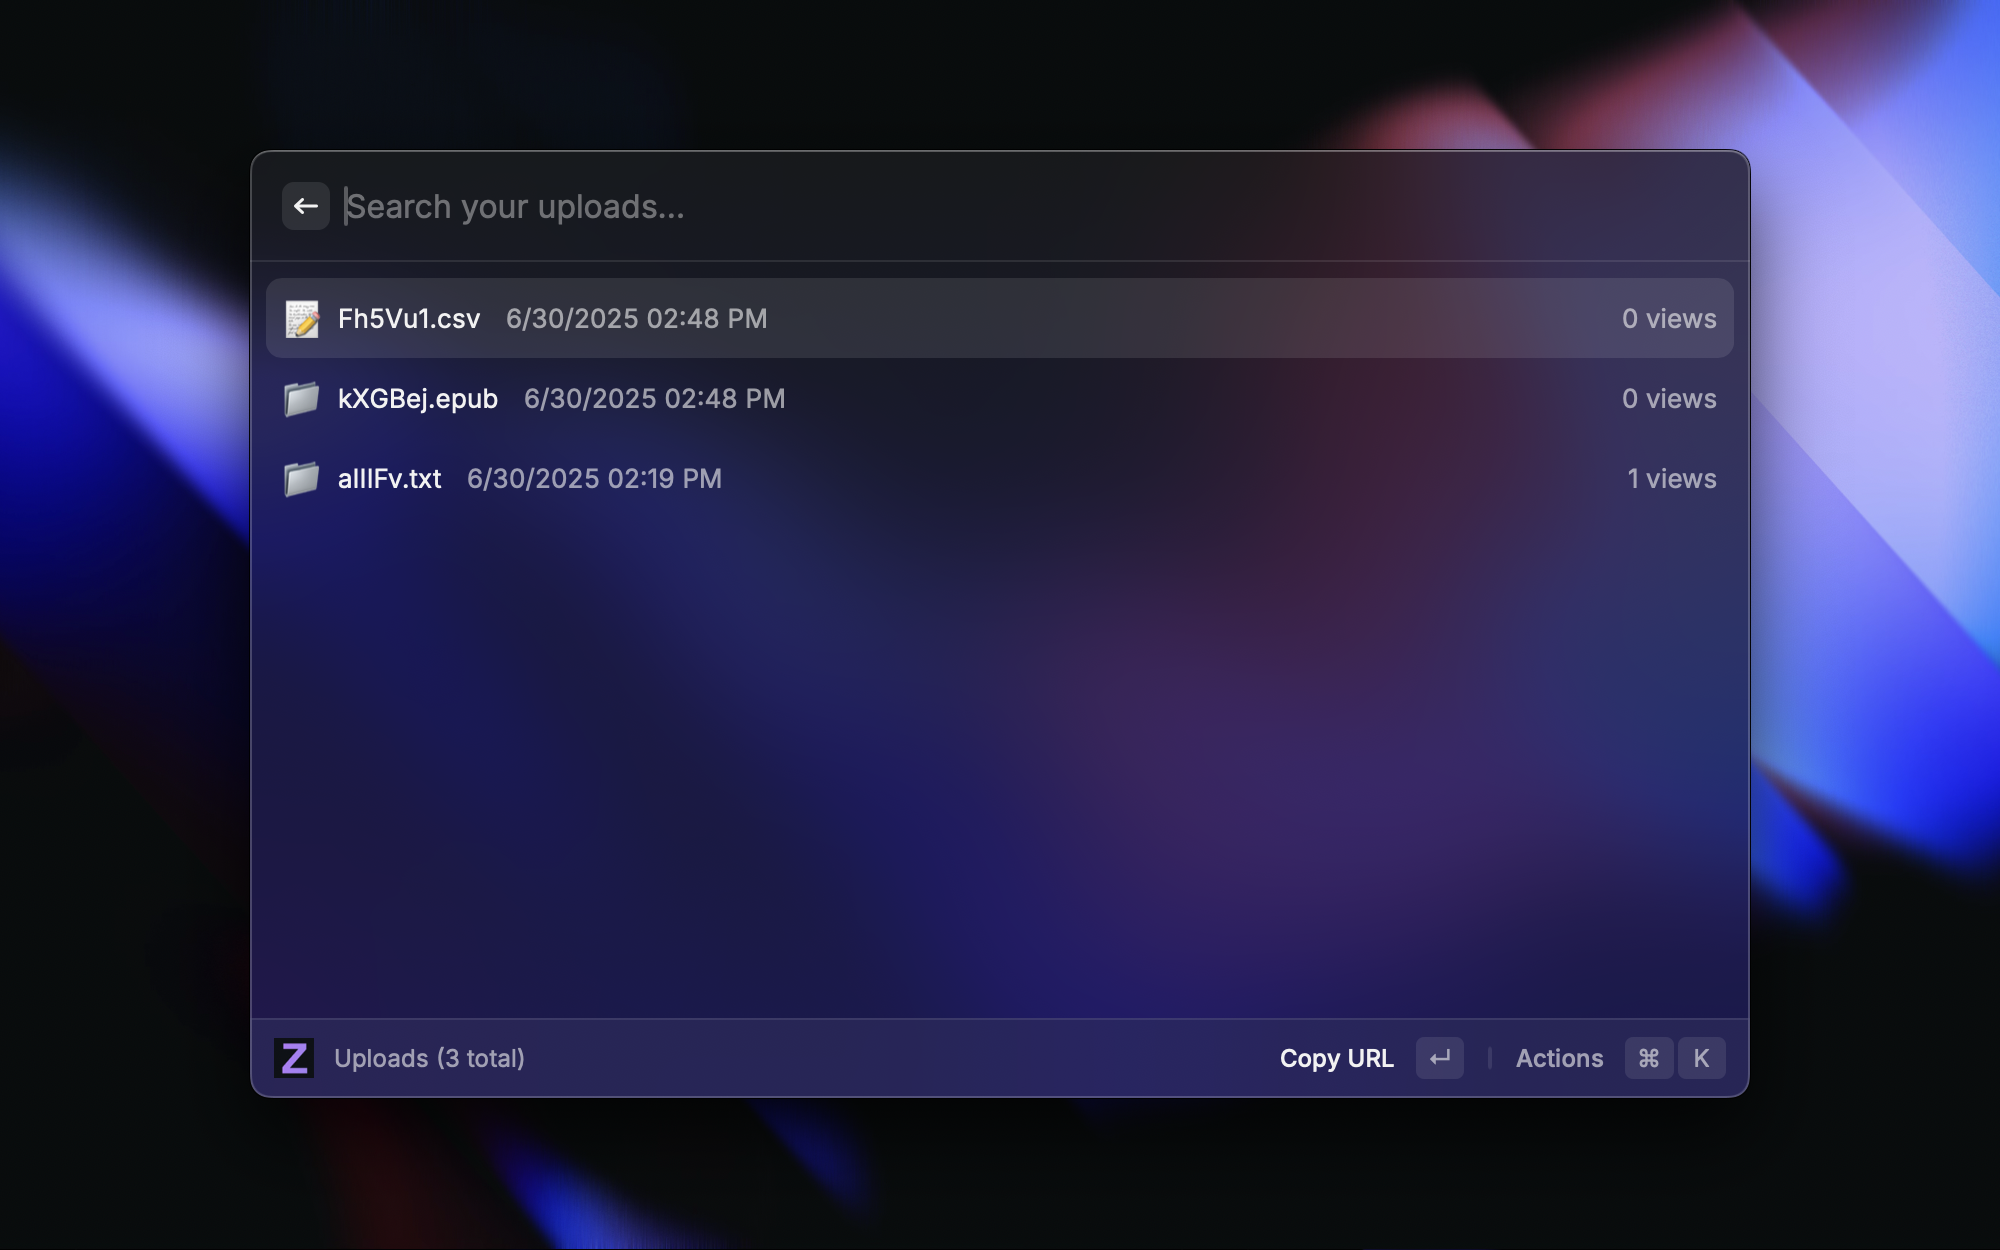 Search your uploads...
Fh5Vu1.csv 6/30/2025 02:48 PM 0 views
kXGBej.epub 6/30/2025 02:48 PM 0 views
alllFv.txt 6/30/2025 02:19 PM 1 views
Z Uploads (3 total) Copy URL ↵ Actions ⌘ K